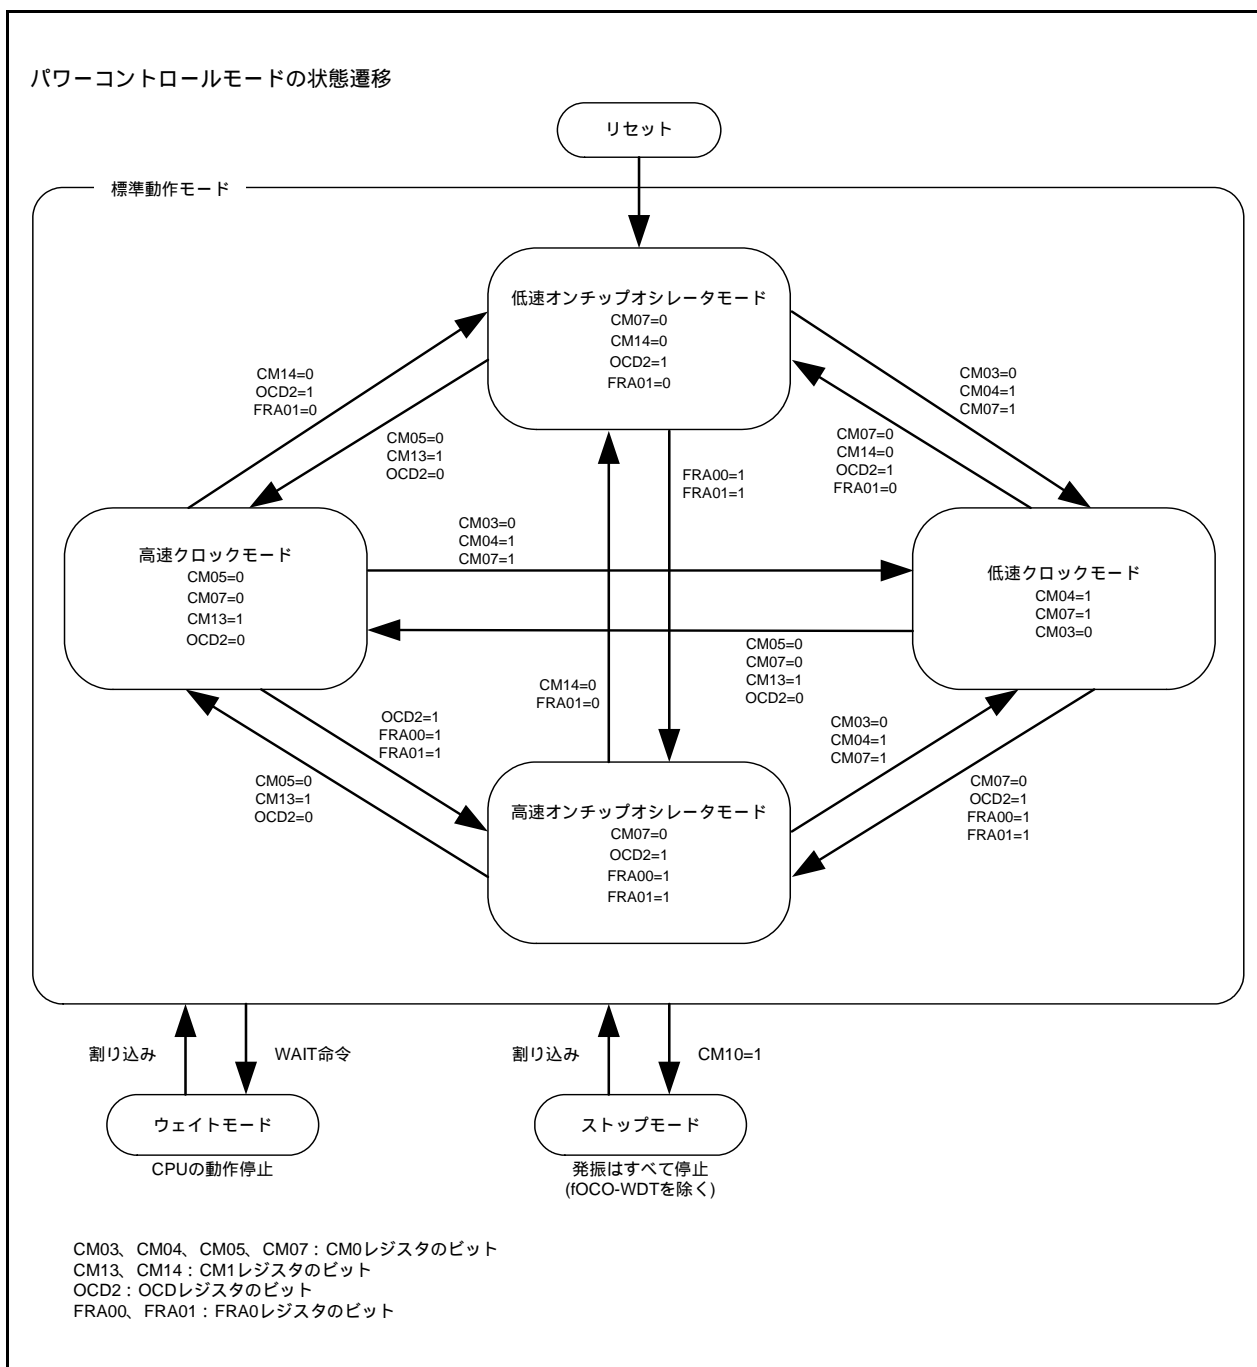 パワーコントロールモードの状態遷移
リセット
標準動作モード
低速オンチップオシレータモード
CM07=0
CM14=0
OCD2=1
FRA01=0
CM14=0
OCD2=1
FRA01=0
CM05=0
CM13=1
OCD2=0
CM03=0
CM04=1
CM07=1
CM07=0
CM14=0
OCD2=1
FRA01=0
FRA00=1
FRA01=1
高速クロックモード
CM05=0
CM07=0
CM13=1
OCD2=0
CM03=0
CM04=1
CM07=1
低速クロックモード
CM04=1
CM07=1
CM03=0
CM05=0
CM07=0
CM13=1
OCD2=0
CM14=0
FRA01=0
OCD2=1
FRA00=1
FRA01=1
CM03=0
CM04=1
CM07=1
CM05=0
CM13=1
OCD2=0
CM07=0
OCD2=1
FRA00=1
FRA01=1
高速オンチップオシレータモード
CM07=0
OCD2=1
FRA00=1
FRA01=1
割り込み
WAIT命令
割り込み
CM10=1
ウェイトモード
CPUの動作停止
ストップモード
発振はすべて停止
(fOCO-WDTを除く)
CM03、CM04、CM05、CM07：CM0レジスタのビット
CM13、CM14：CM1レジスタのビット
OCD2：OCDレジスタのビット
FRA00、FRA01：FRA0レジスタのビット